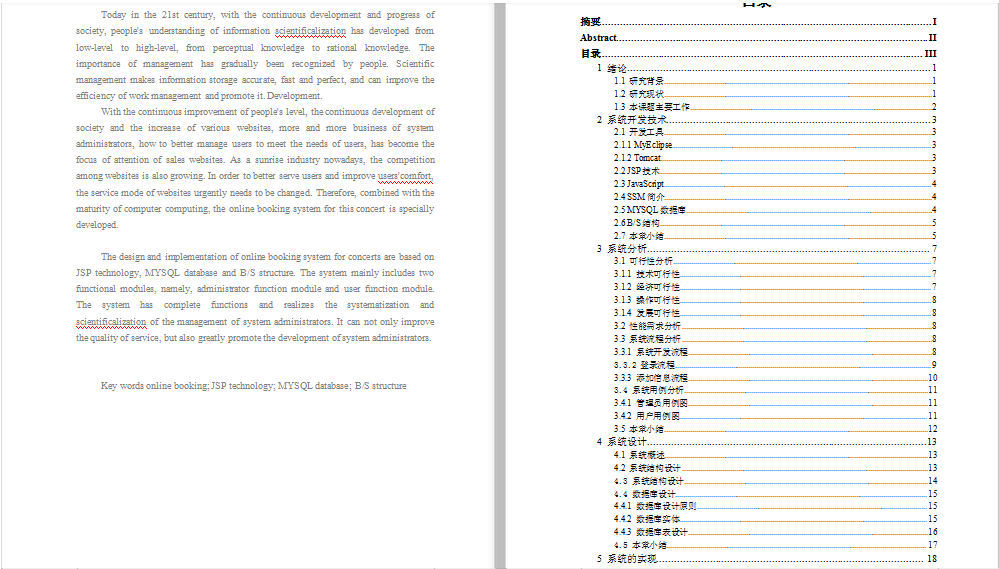 Today in the 21st century, with the continuous development and progress of
society, people's understanding of information scientificalization has developed from
low-level to high-level, from perceptual knowledge to rational knowledge. The
importance of management has gradually been recognized by people. Scientific
management makes information storage accurate, fast and perfect, and can improve the
efficiency of work management and promote it. Development.
With the continuous improvement of people's level, the continuous development of
society and the increase of various websites, more and more business of system
administrators, how to better manage users to meet the needs of users, has become the
focus of attention of sales websites. As a sunrise industry nowadays, the competition
among websites is also growing. In order to better serve users and improve users'comfort,
the service mode of websites urgently needs to be changed. Therefore, combined with the
maturity of computer computing, the online booking system for this concert is specially
developed.
The design and implementation of online booking system for concerts are based on
JSP technology, MYSQL database and B/S structure. The system mainly includes two
functional modules, namely, administrator function module and user function module.
The system has complete functions and realizes the systematization and
scientificalization of the management of system administrators. It can not only improve
the quality of service, but also greatly promote the development of system administrators.
Key words online booking; JSP technology; MYSQL database; B/S structure
摘要 I
Abstract II
目录 III
1 绪论 1
1.1 研究背景 1
1.2 研究现状 1
1.3 本课题主要工作 2
2 系统开发技术 3
2.1 开发工具 3
2.1.1 MyEclipse 3
2.1.2 Tomcat 3
2.2 JSP技术 3
2.3 JavaScript 4
2.4 SSM 简介 4
2.5 MYSQL 数据库 4
2.6 B/S结构 5
2.7 本章小结 5
3 系统分析 7
3.1 可行性分析 7
3.1.1 技术可行性 7
3.1.2 经济可行性 7
3.1.3 操作可行性 8
3.1.4 发展可行性 8
3.2 性能需求分析 8
3.3 系统流程分析 8
3.3.1 系统开发流程 8
3.3.2 登录流程 9
3.3.3 添加信息流程 10
3.4 系统用例分析 11
3.4.1 管理员用例图 11
3.4.2 用户用例图 11
3.5 本章小结 12
4 系统设计 13
4.1 系统概述 13
4.2 系统结构设计 13
4.3 系统结构设计 14
4.4 数据库设计 15
4.4.1 数据库设计原则 15
4.4.2 数据库实体 15
4.4.3 数据库表设计 16
4.5 本章小结 17
5 系统的实现 18